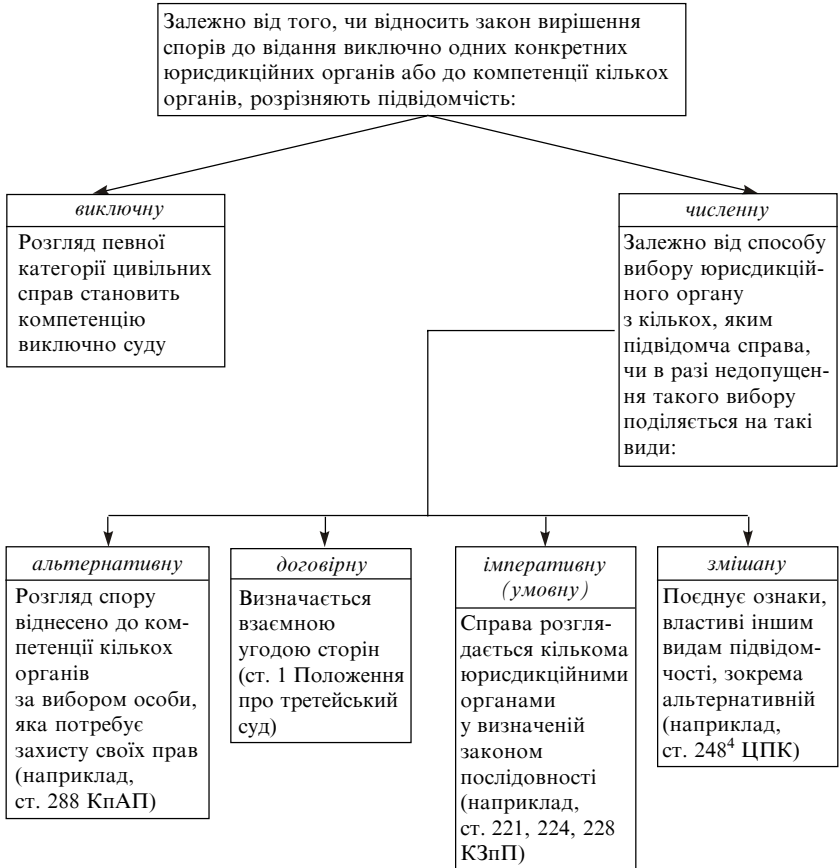 Залежно від того, чи відносить закон вирішення
спорів до відання виключно одних конкретних
юрисдикційних органів або до компетенції кількох
органів, розрізняють підвідомчість:
виключну
Розгляд певної
категорії цивільних
справ становить
компетенцію
виключно суду
численну
Залежно від способу
вибору юрисдикцій-
ного органу
з кількох, яким
підвідомча справа,
чи в разі недопущен-
ня такого вибору
поділяється на такі
види:
альтернативну
Розгляд спору
віднесено до ком-
петенції кількох
органів
за вибором особи,
яка потребує
захисту своїх прав
(наприклад,
ст. 288 КпАП)
договірну
Визначається
взаємною
угодою сторін
(ст. 1 Положення
про третейський
суд)
імперативну
(умовну)
Справа розгля-
дається кількома
юрисдикційними
органами
у визначеній
законом
послідовності
(наприклад,
ст. 221, 224, 228
КЗпП)
змішану
Поєднує ознаки,
властиві іншим
видам підвідом-
чості, зокрема
альтернативній
(наприклад,
ст. 248⁴ ЦПК)